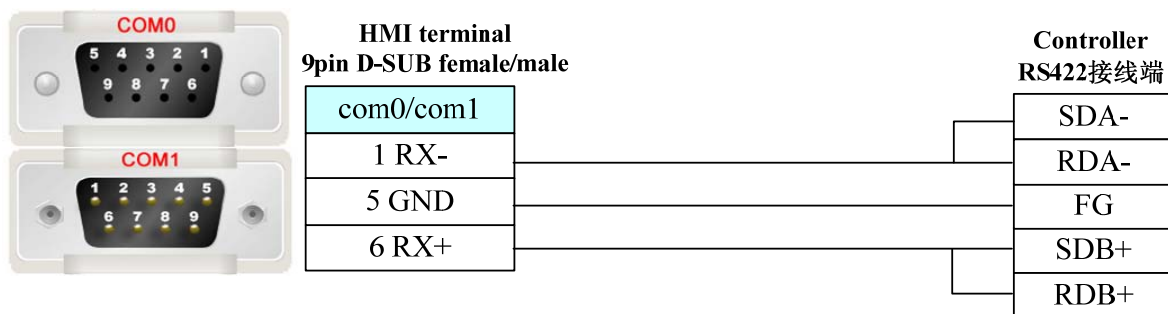 COM0
5 4 3 2 1
9 8 7 6
COM1
1 2 3 4 5
6 7 8 9
HMI terminal
9pin D-SUB female/male
com0/com1
1 RX-
5 GND
6 RX+
Controller
RS422接线端
SDA-
RDA-
FG
SDB+
RDB+